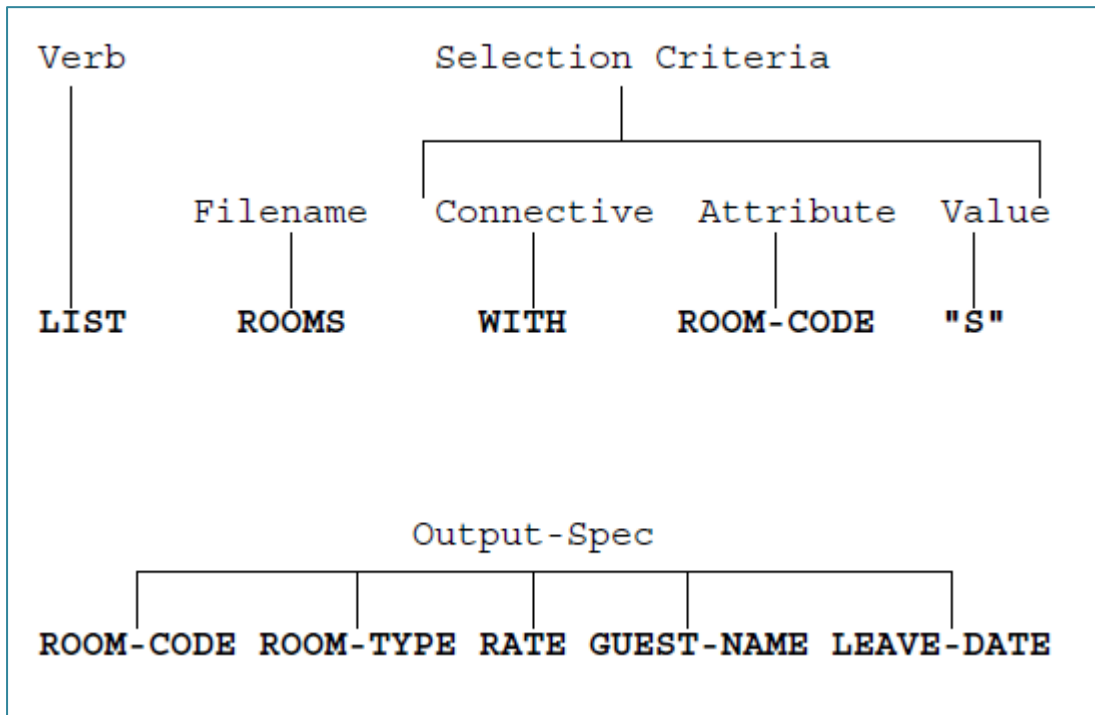 Verb Selection Criteria
Filename Connective Attribute Value
LIST ROOMS WITH ROOM-CODE "S"
Output-Spec
ROOM-CODE ROOM-TYPE RATE GUEST-NAME LEAVE-DATE